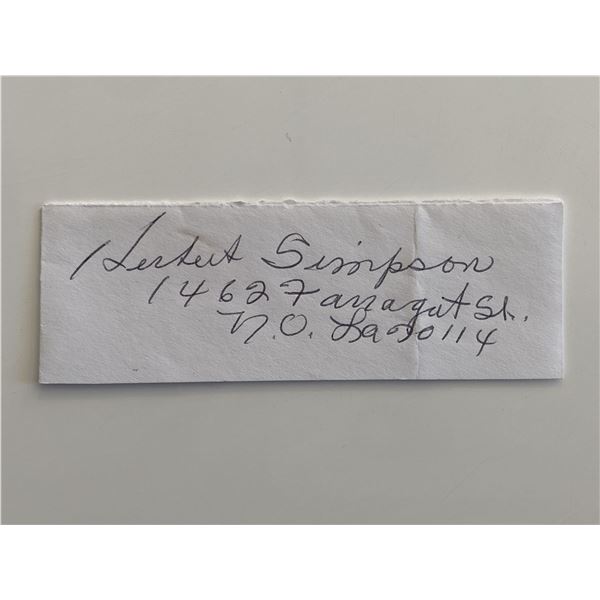 Herbert Simpson
1462 Farragut St.
N.O. La 70114